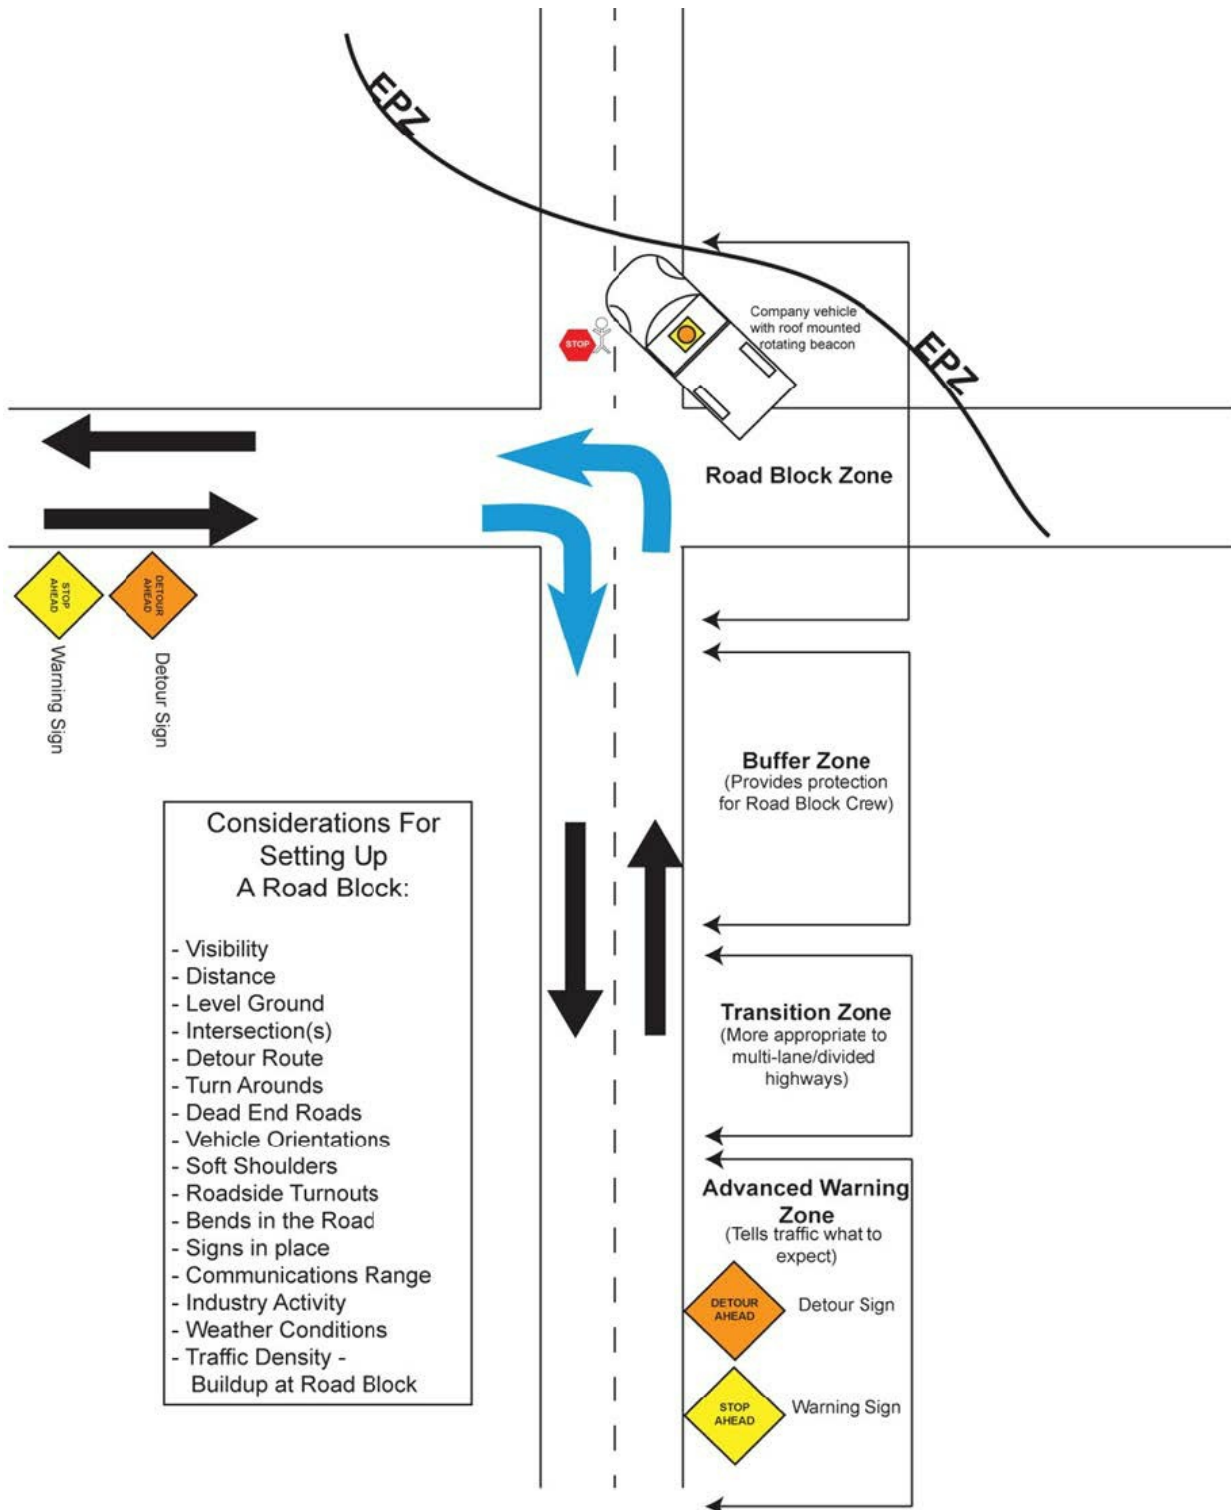 EPZ
Company vehicle
with roof mounted
rotating beacon
STOP
EPZ
Road Block Zone
STOP
AHEAD
DETOUR
AHEAD
Warning Sign
Detour Sign
Buffer Zone
(Provides protection
for Road Block Crew)
Considerations For
Setting Up
A Road Block:
- Visibility
- Distance
- Level Ground
- Intersection(s)
- Detour Route
- Turn Arounds
- Dead End Roads
- Vehicle Orientations
- Soft Shoulders
- Roadside Turnouts
- Bends in the Road
- Signs in place
- Communications Range
- Industry Activity
- Weather Conditions
- Traffic Density -
Buildup at Road Block
Transition Zone
(More appropriate to
multi-lane/divided
highways)
Advanced Warning
Zone
(Tells traffic what to
expect)
DETOUR
AHEAD
Detour Sign
STOP
AHEAD
Warning Sign